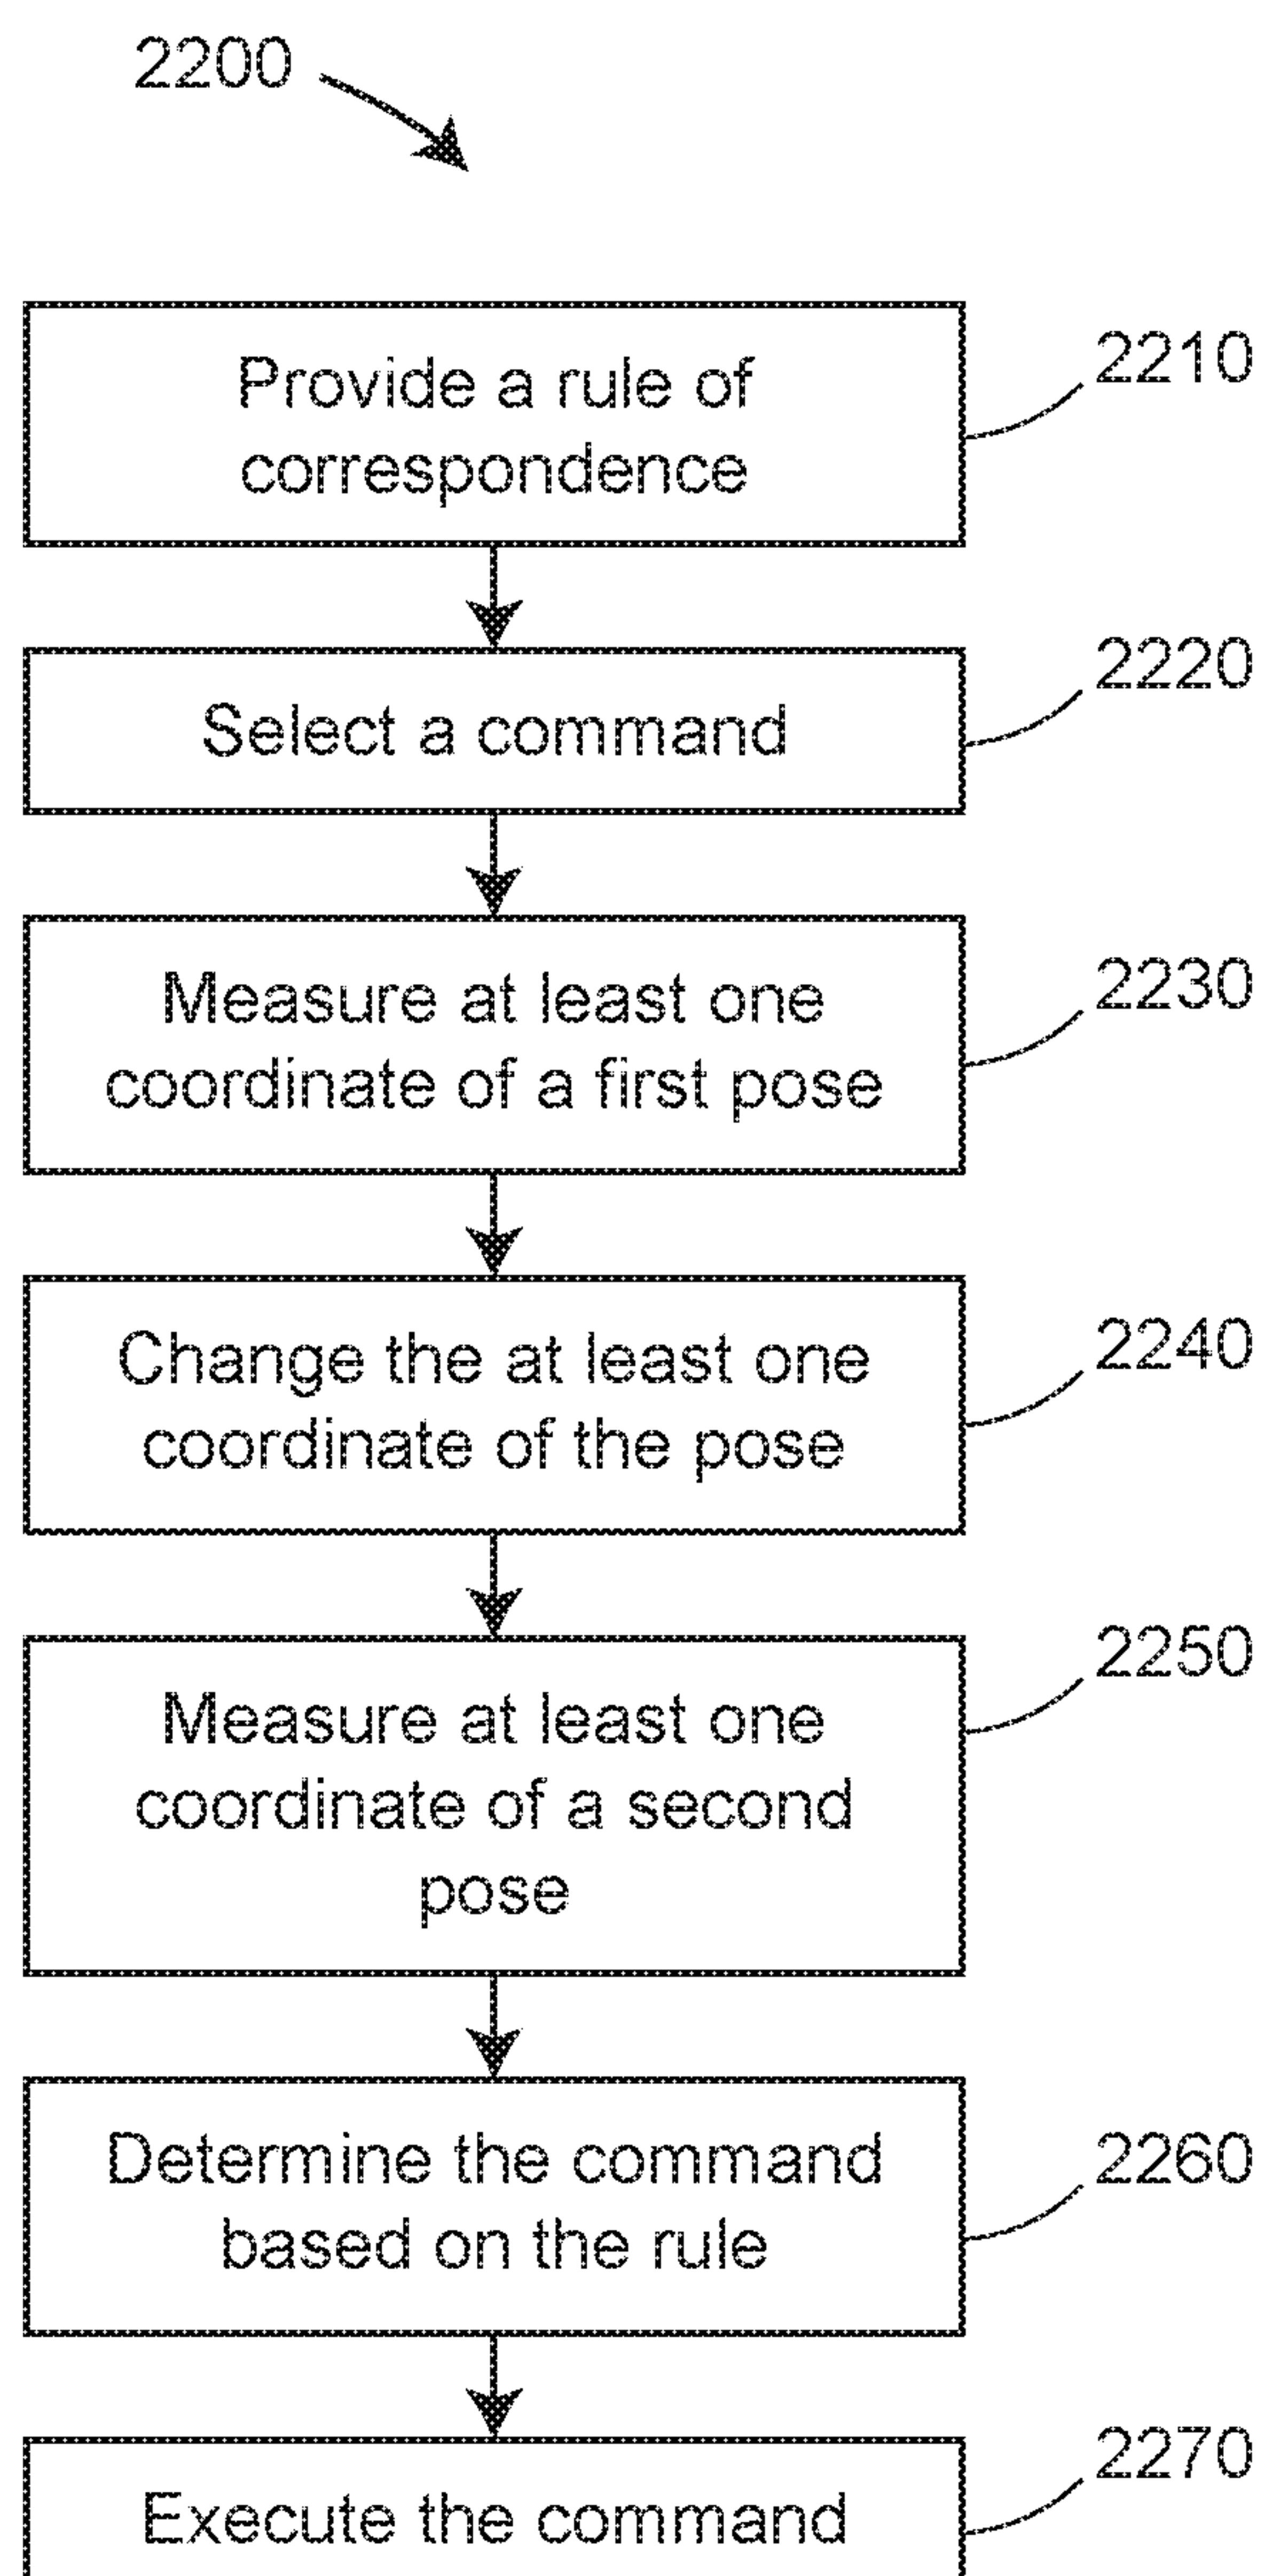 2200
Provide a rule of
correspondence
2210
Select a command
2220
Measure at least one
coordinate of a first pose
2230
Change the at least one
coordinate of the pose
2240
Measure at least one
coordinate of a second
pose
2250
Determine the command
based on the rule
2260
Execute the command
2270